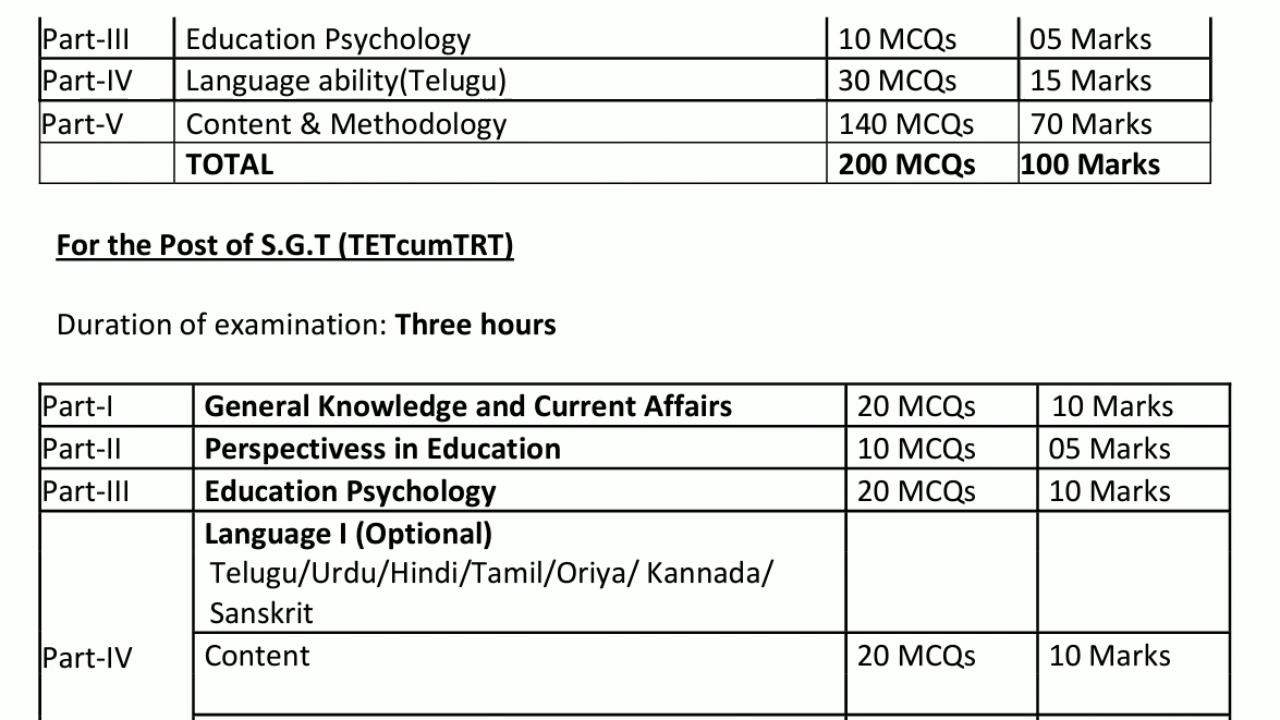 Part-III Education Psychology 10 MCQs 05 Marks
Part-IV Language ability(Telugu) 30 MCQs 15 Marks
Part-V Content & Methodology 140 MCQs 70 Marks
TOTAL 200 MCQs 100 Marks
For the Post of S.G.T (TETcumTRT)
Duration of examination: Three hours
Part-I General Knowledge and Current Affairs 20 MCQs 10 Marks
Part-II Perspectivess in Education 10 MCQs 05 Marks
Part-III Education Psychology 20 MCQs 10 Marks
Language I (Optional)
Telugu/Urdu/Hindi/Tamil/Oriya/ Kannada/
Sanskrit
Part-IV Content 20 MCQs 10 Marks